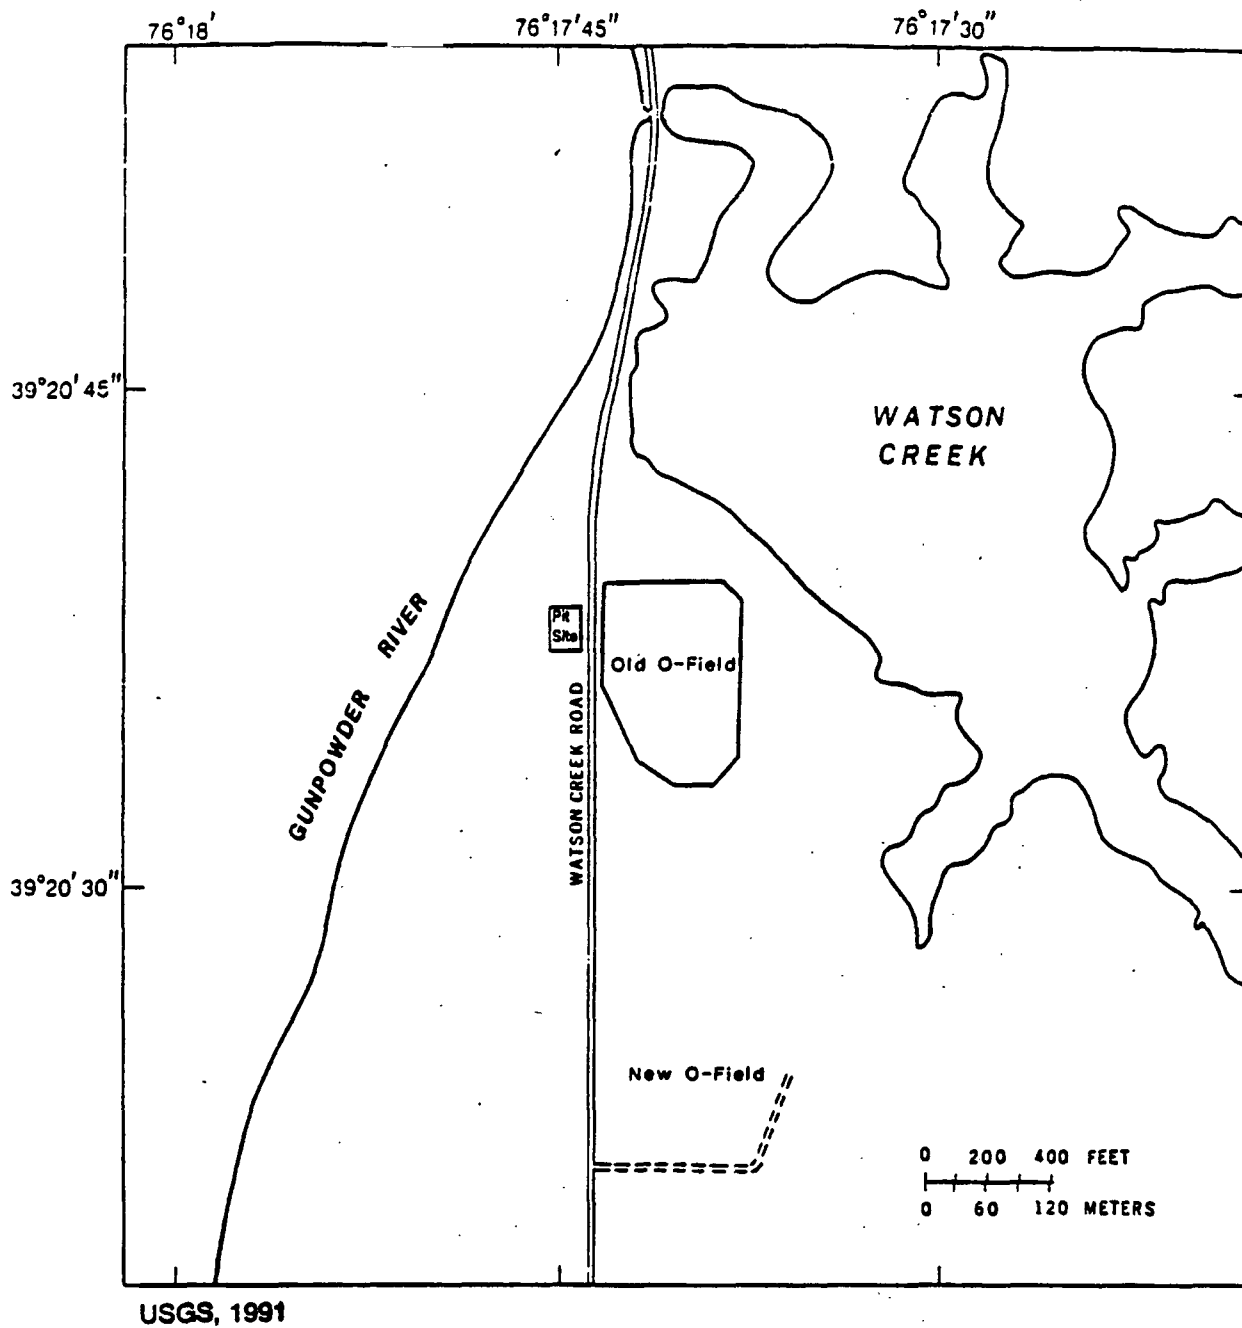 76°18' 76°17'45" 76°17'30"
39°20'45"
WATSON
CREEK
GUNPOWDER RIVER
Pit
Site
Old O-Field
WATSON CREEK ROAD
39°20'30"
New O-Field
0 200 400 FEET
0 60 120 METERS
USGS, 1991